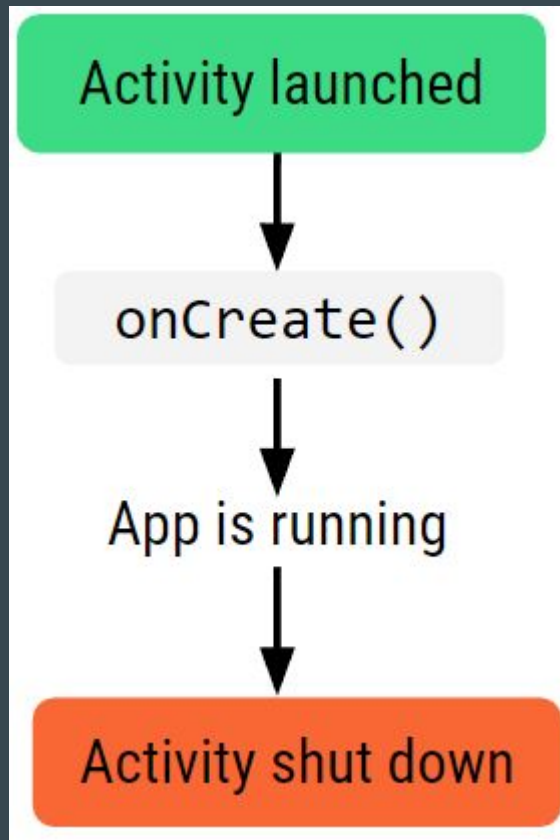 Activity launched
onCreate()
App is running
Activity shut down